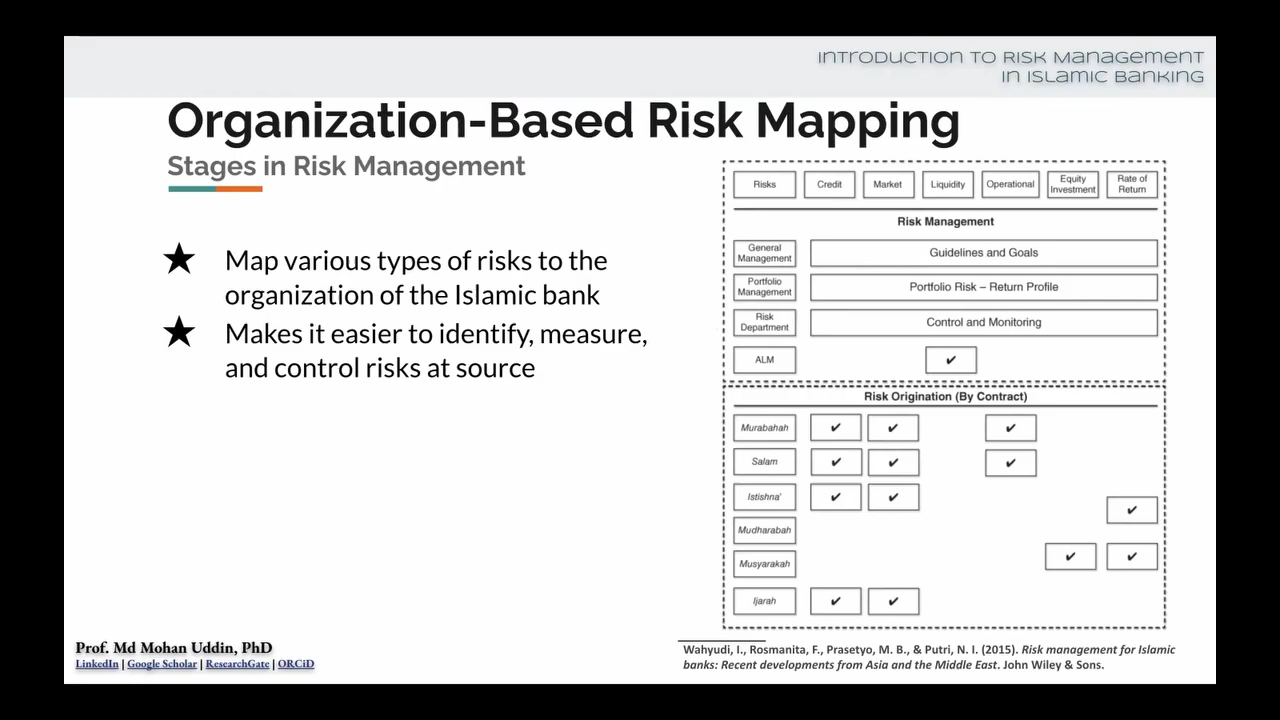 Introduction to Risk Management
in Islamic Banking
Organization-Based Risk Mapping
Stages in Risk Management
★ Map various types of risks to the
organization of the Islamic bank
★ Makes it easier to identify, measure,
and control risks at source
Risks Credit Market Liquidity Operational Equity Investment Rate of Return
Risk Management
General Management Guidelines and Goals
Portfolio Management Portfolio Risk – Return Profile
Risk Department Control and Monitoring
ALM ✔
Risk Origination (By Contract)
Murabahah ✔ ✔ ✔
Salam ✔ ✔ ✔
Istishna' ✔ ✔
✔
Mudharabah
✔ ✔
Musyarakah
Ijarah ✔ ✔
Prof. Md Mohan Uddin, PhD
LinkedIn | Google Scholar | ResearchGate | ORCiD
Wahyudi, I., Rosmanita, F., Prasetyo, M. B., & Putri, N. I. (2015). Risk management for Islamic
banks: Recent developments from Asia and the Middle East. John Wiley & Sons.